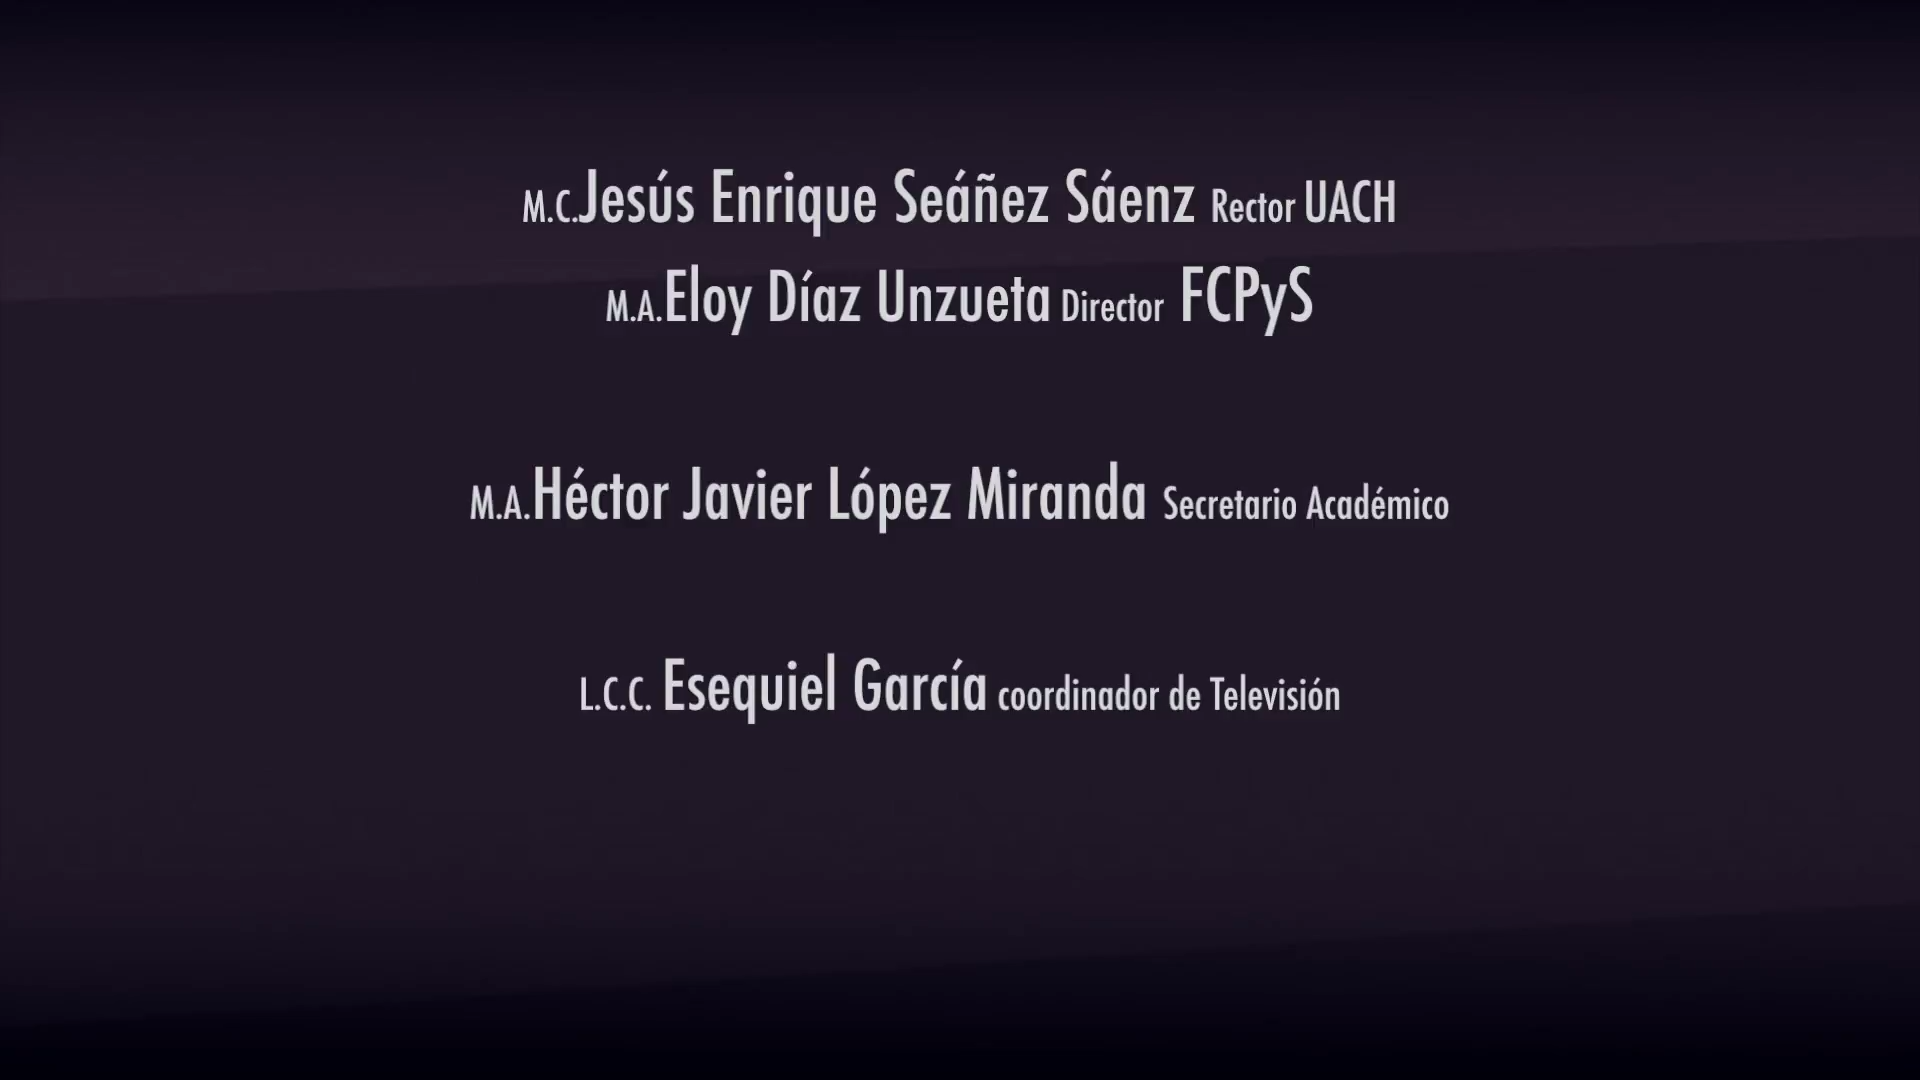 M.C.Jesús Enrique Seáñez Sáenz Rector UACH
M.A.Eloy Díaz Unzueta Director FCPyS
M.A.Héctor Javier López Miranda Secretario Académico
L.C.C. Esequiel García coordinador de Televisión